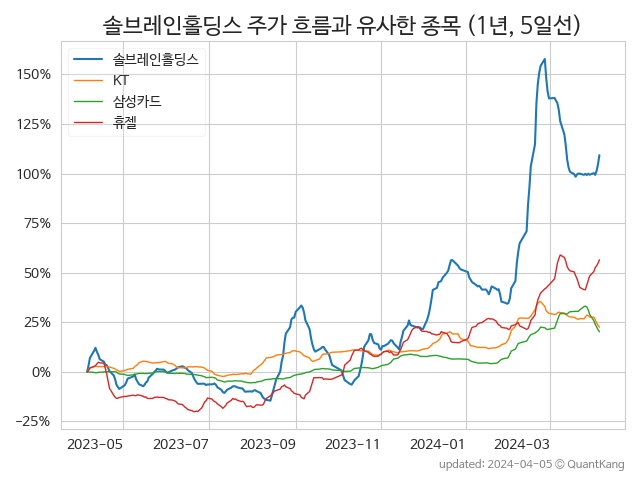 솔브레인홀딩스 주가 흐름과 유사한 종목 (1년, 5일선)
솔브레인홀딩스
KT
삼성카드
휴젤
150%
125%
100%
75%
50%
25%
0%
−25%
2023-05 2023-07 2023-09 2023-11 2024-01 2024-03
updated: 2024-04-05 © QuantKang